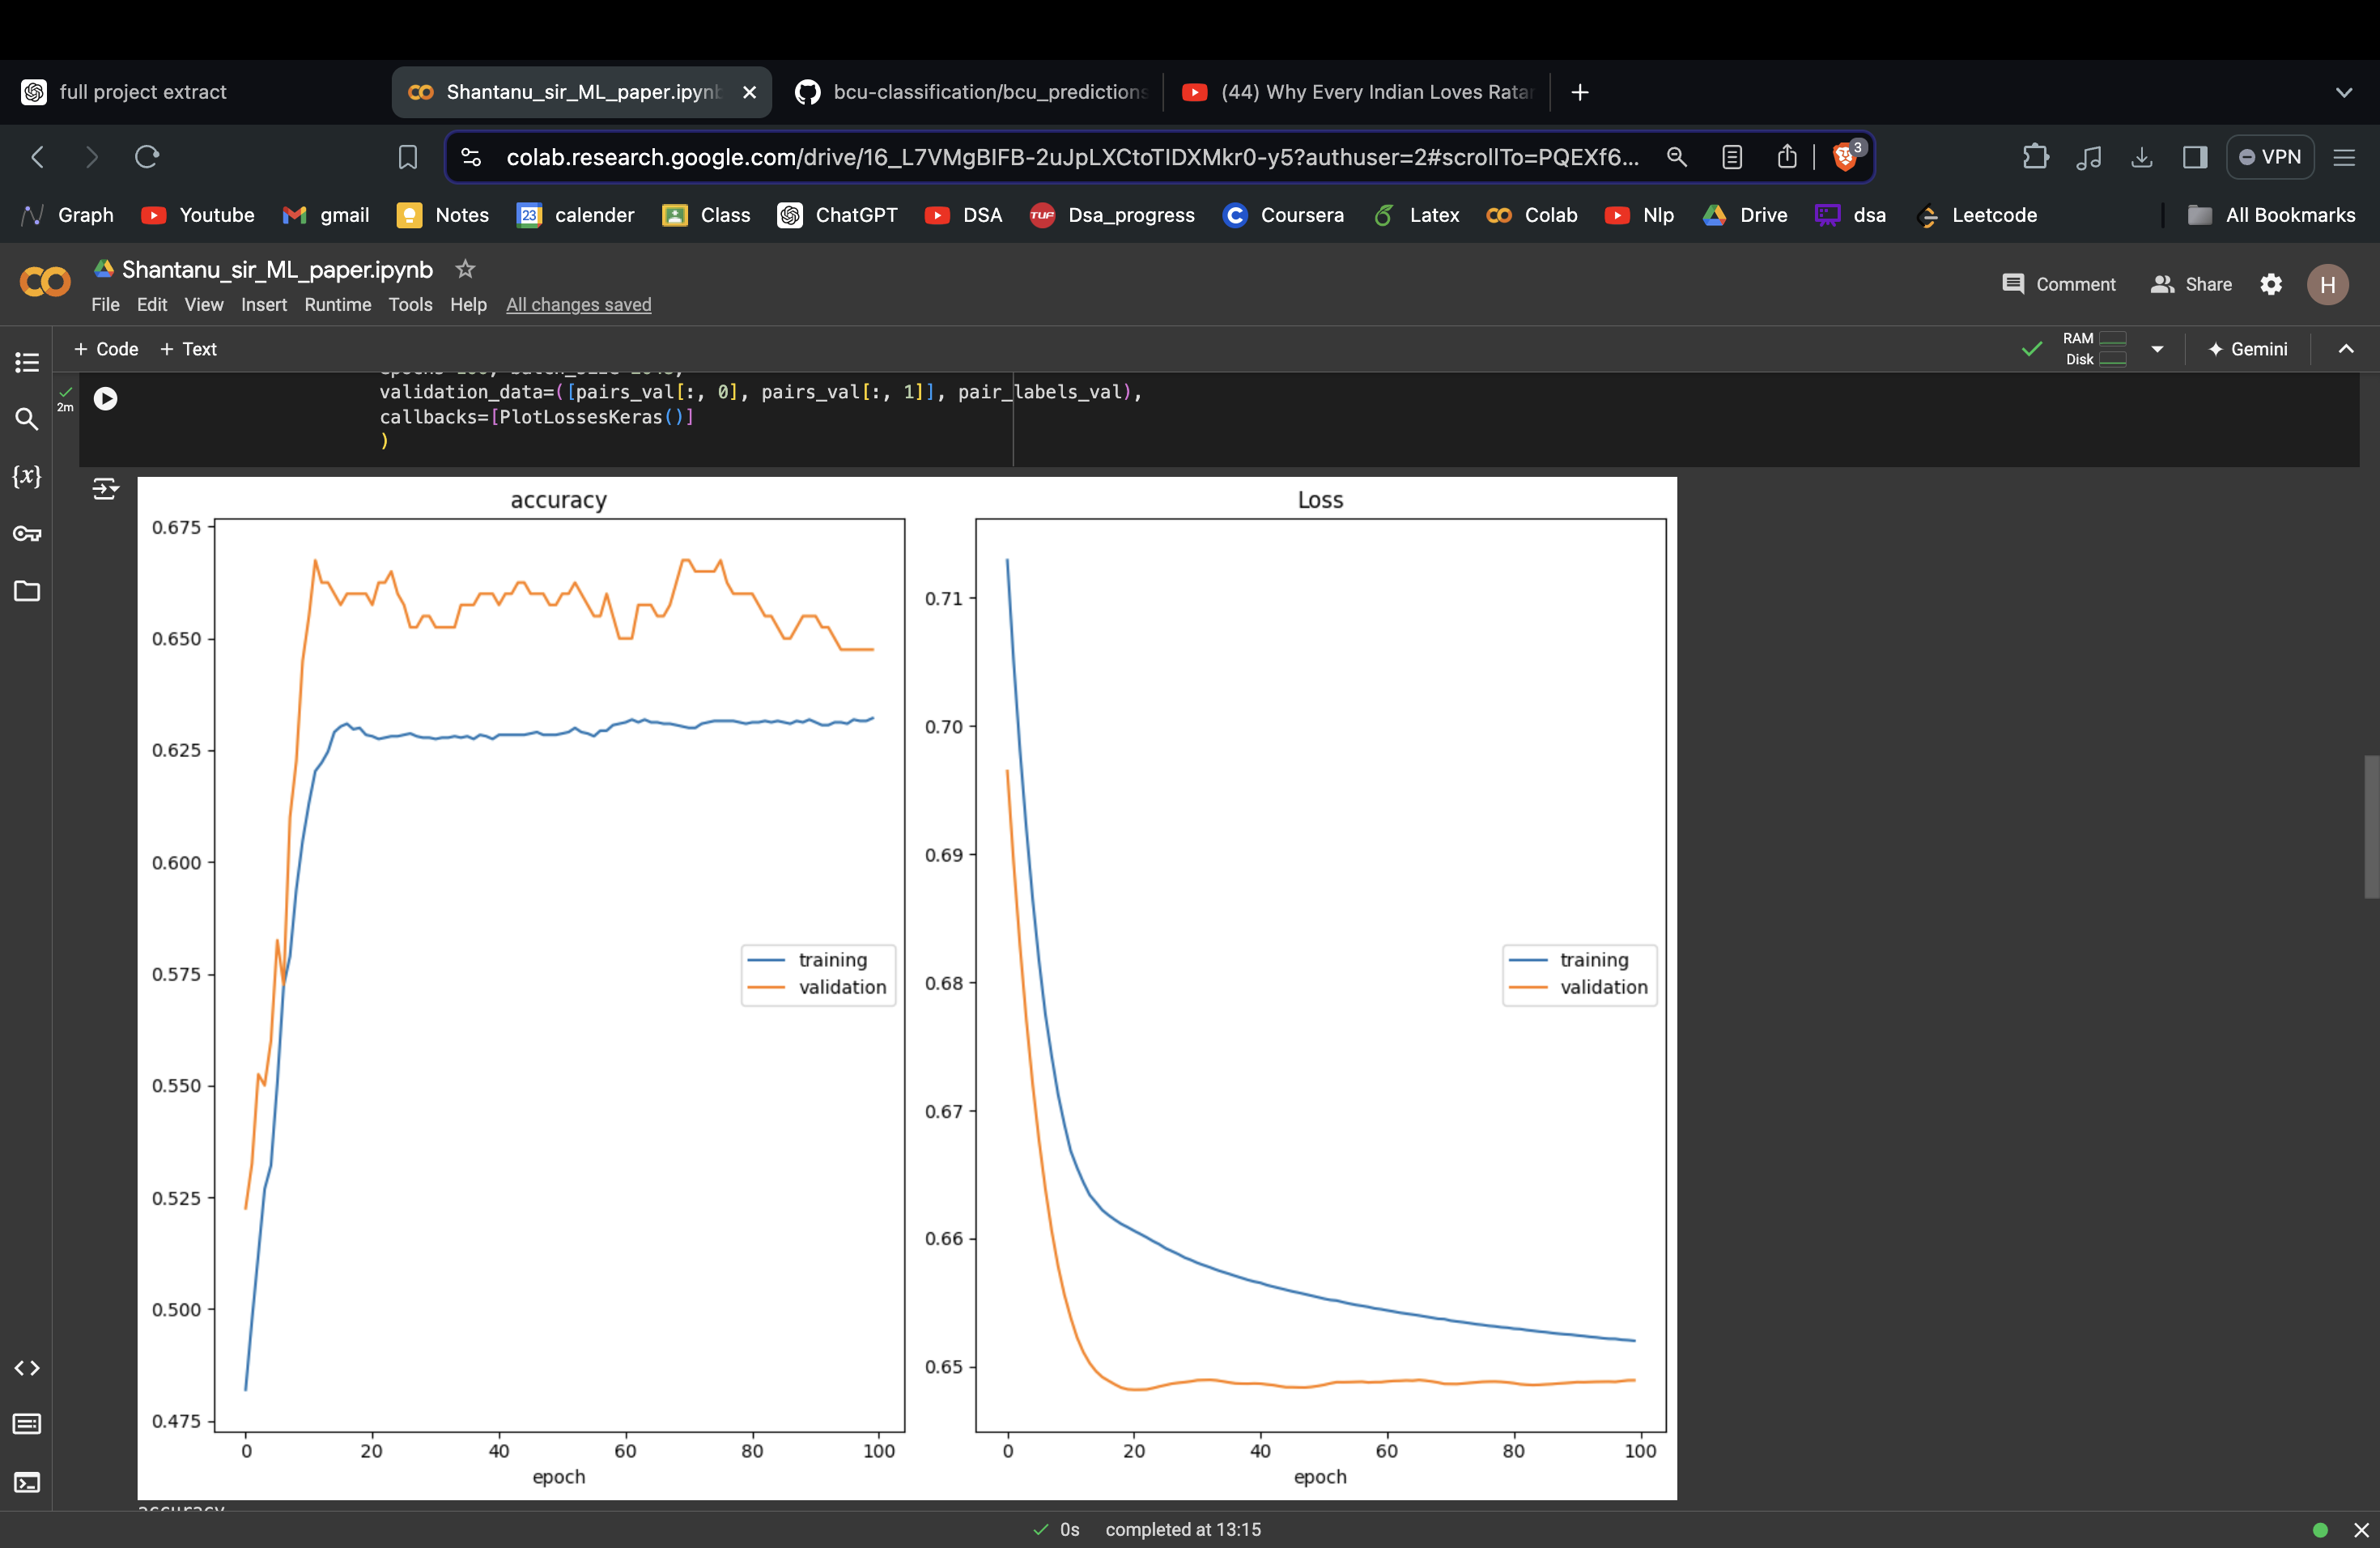 full project extract
Shantanu_sir_ML_paper.ipynb
bcu-classification/bcu_predictions
(44) Why Every Indian Loves Ratan
colab.research.google.com/drive/16_L7VMgBIFB-2uJpLXCtoTIDXMkr0-y5?authuser=2#scrollTo=PQEXf6...
3
VPN
Graph
Youtube
gmail
Notes
23
calender
Class
ChatGPT
DSA
TUF
Dsa_progress
C
Coursera
Latex
Colab
Nlp
Drive
dsa
Leetcode
All Bookmarks
Shantanu_sir_ML_paper.ipynb
File Edit View Insert Runtime Tools Help All changes saved
Comment
Share
H
+ Code + Text
RAM
Disk
Gemini
2m
validation_data=([pairs_val[:, 0], pairs_val[:, 1]], pair_labels_val),
callbacks=[PlotLossesKeras()]
)
{x}
accuracy
0.675
0.650
0.625
0.600
0.575
0.550
0.525
0.500
0.475
training
validation
0 20 40 60 80 100
epoch
Loss
0.71
0.70
0.69
0.68
0.67
0.66
0.65
training
validation
0 20 40 60 80 100
epoch
accuracy
0s completed at 13:15